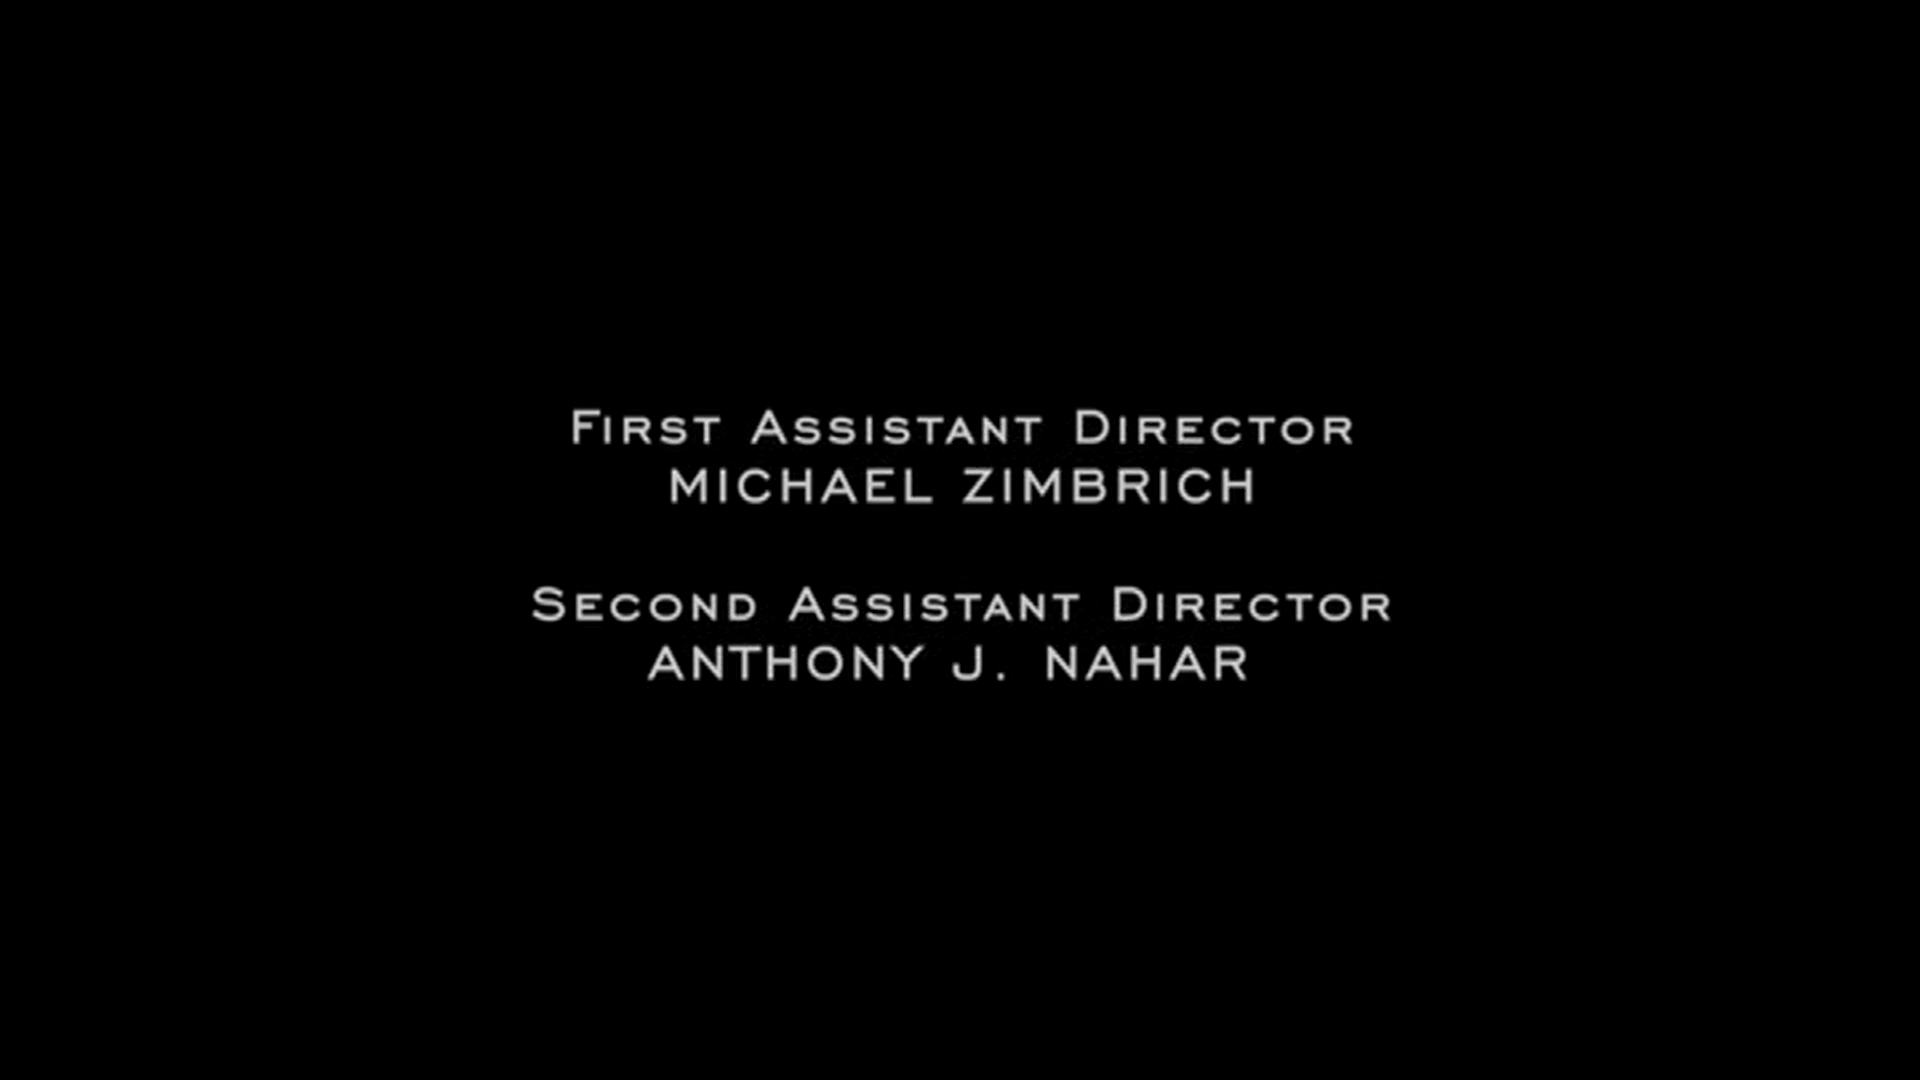 First Assistant Director
MICHAEL ZIMBRICH
Second Assistant Director
ANTHONY J. NAHAR